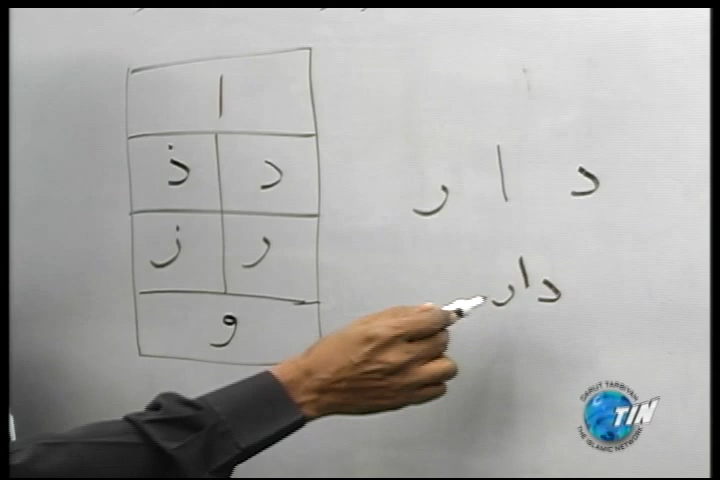 ا
د ذ
ر ز
و
د ا ر
دار
DARUT TARBIYAH
TIN
THE ISLAMIC NETWORK